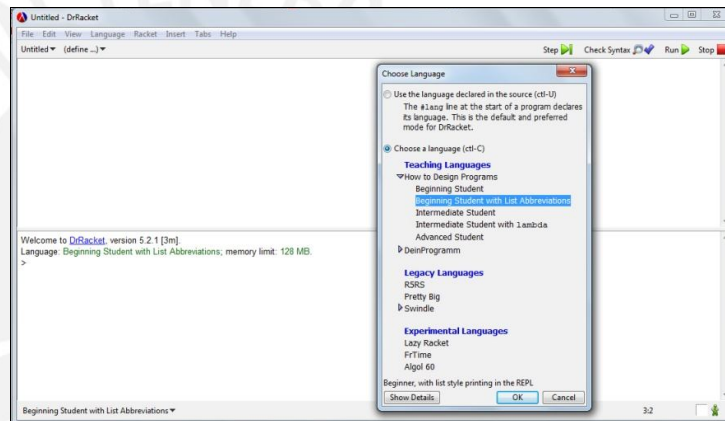 Untitled - DrRacket
File Edit View Language Racket Insert Tabs Help
Untitled (define ...) Step Check Syntax Run Stop
Choose Language
Use the language declared in the source (ctl-U)
The #lang line at the start of a program declares
its language. This is the default and preferred
mode for DrRacket.
Choose a language (ctl-C)
Teaching Languages
How to Design Programs
Beginning Student
Beginning Student with List Abbreviations
Intermediate Student
Intermediate Student with lambda
Advanced Student
DeinProgramm
Legacy Languages
R5RS
Pretty Big
Swindle
Experimental Languages
Lazy Racket
FrTime
Algol 60
Beginner, with list style printing in the REPL
Show Details OK Cancel
Welcome to DrRacket, version 5.2.1 [3m].
Language: Beginning Student with List Abbreviations; memory limit: 128 MB.
>
Beginning Student with List Abbreviations 3:2